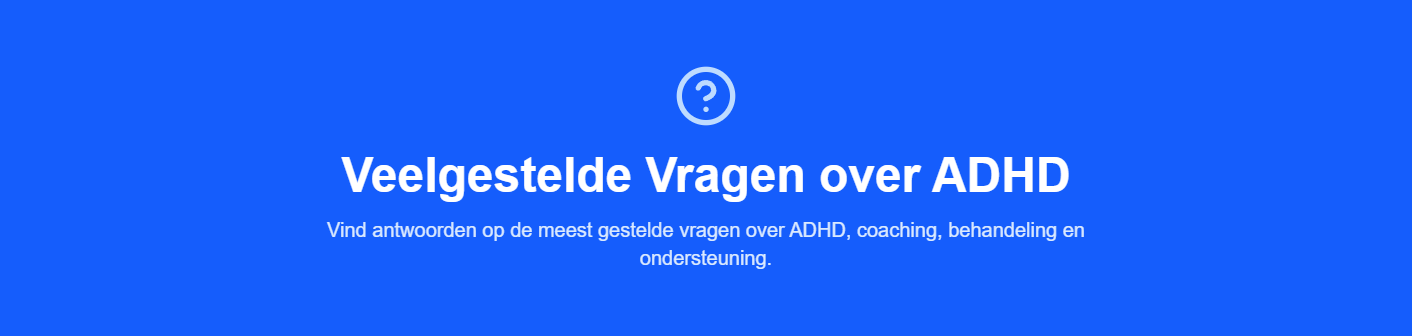 Veelgestelde Vragen over ADHD
Vind antwoorden op de meest gestelde vragen over ADHD, coaching, behandeling en
ondersteuning.